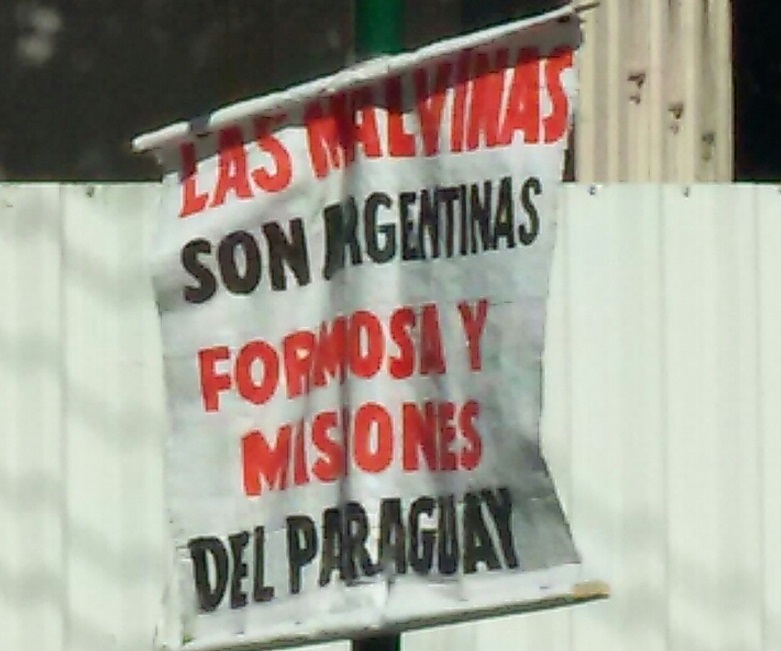 LAS MALVINAS
SON ARGENTINAS
FORMOSA Y
MISIONES
DEL PARAGUAY